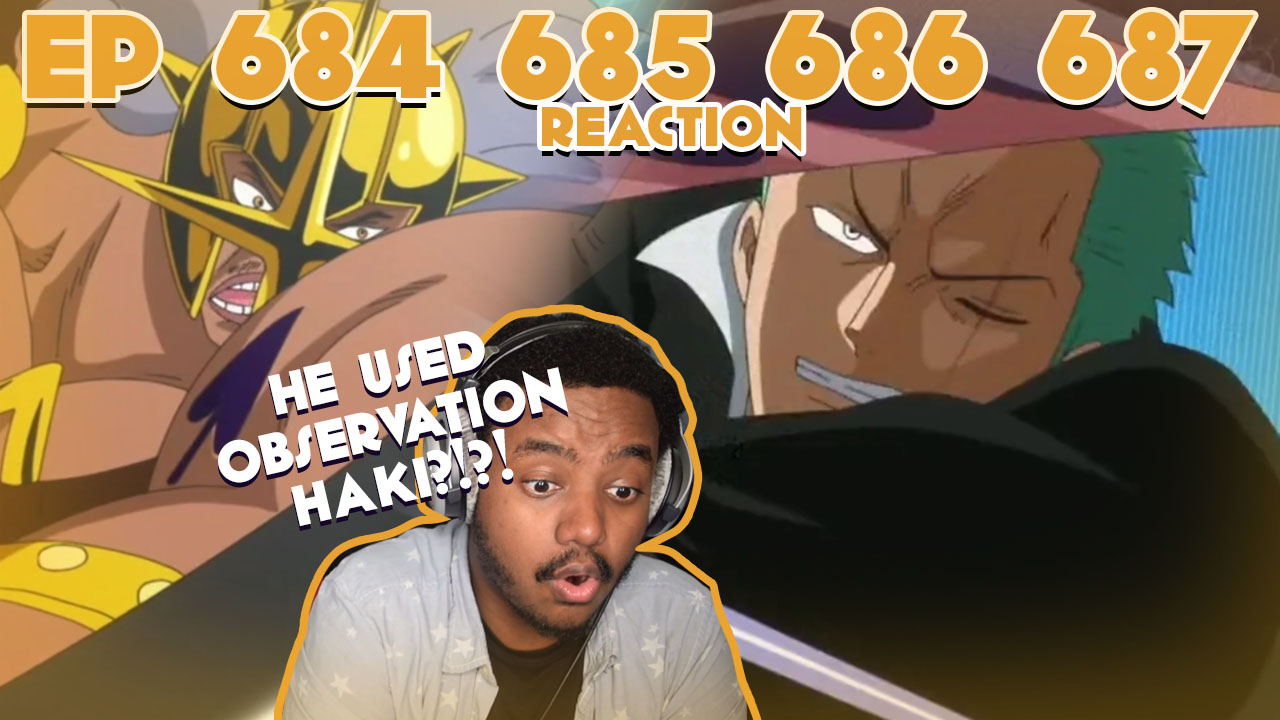 EP 684 685 686 687
REACTION
HE USED
OBSERVATION
HAKI?!?!